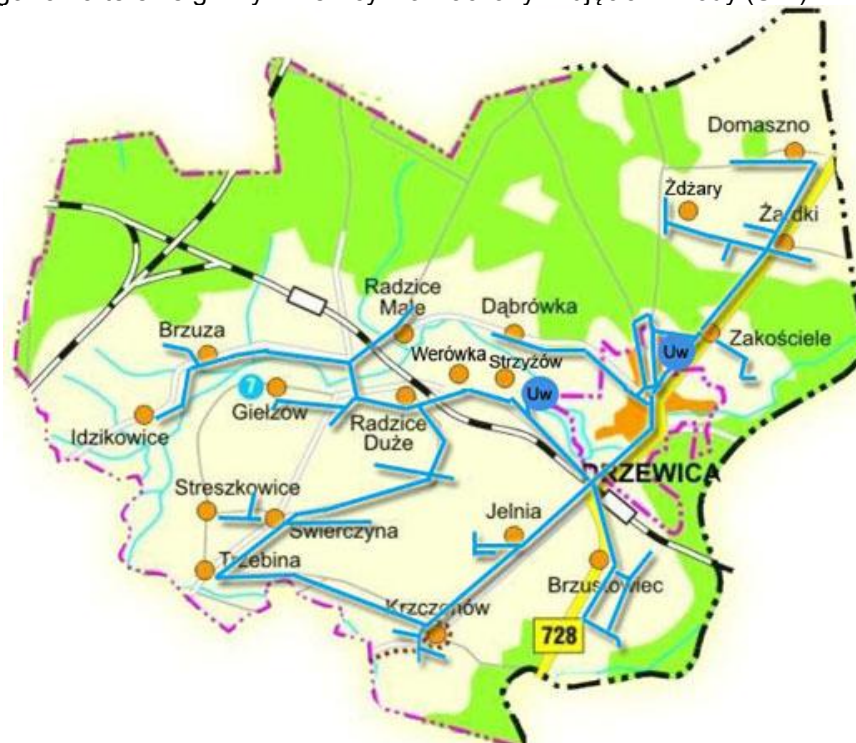 Domaszno
Żdżary
Żardki
Radzice
Małe
Dąbrówka
Zakościele
Brzuza
Werówka
Strzyżów
Uw
Uw
7
Giełzów
Idzikowice
Radzice
Duże
DRZEWICA
Streszkowice
Jelnia
Świerczyna
Trzebina
Brzustowiec
Krzczonów
728